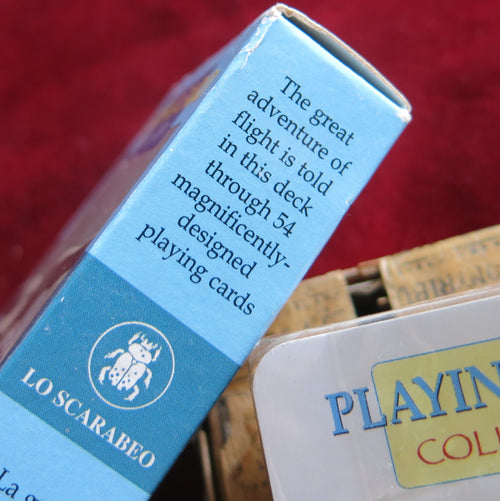 The great
adventure of
flight is told
in this deck
through 54
magnificently-
designed
playing cards
LO SCARABEO
La
PLAYIN
COLL